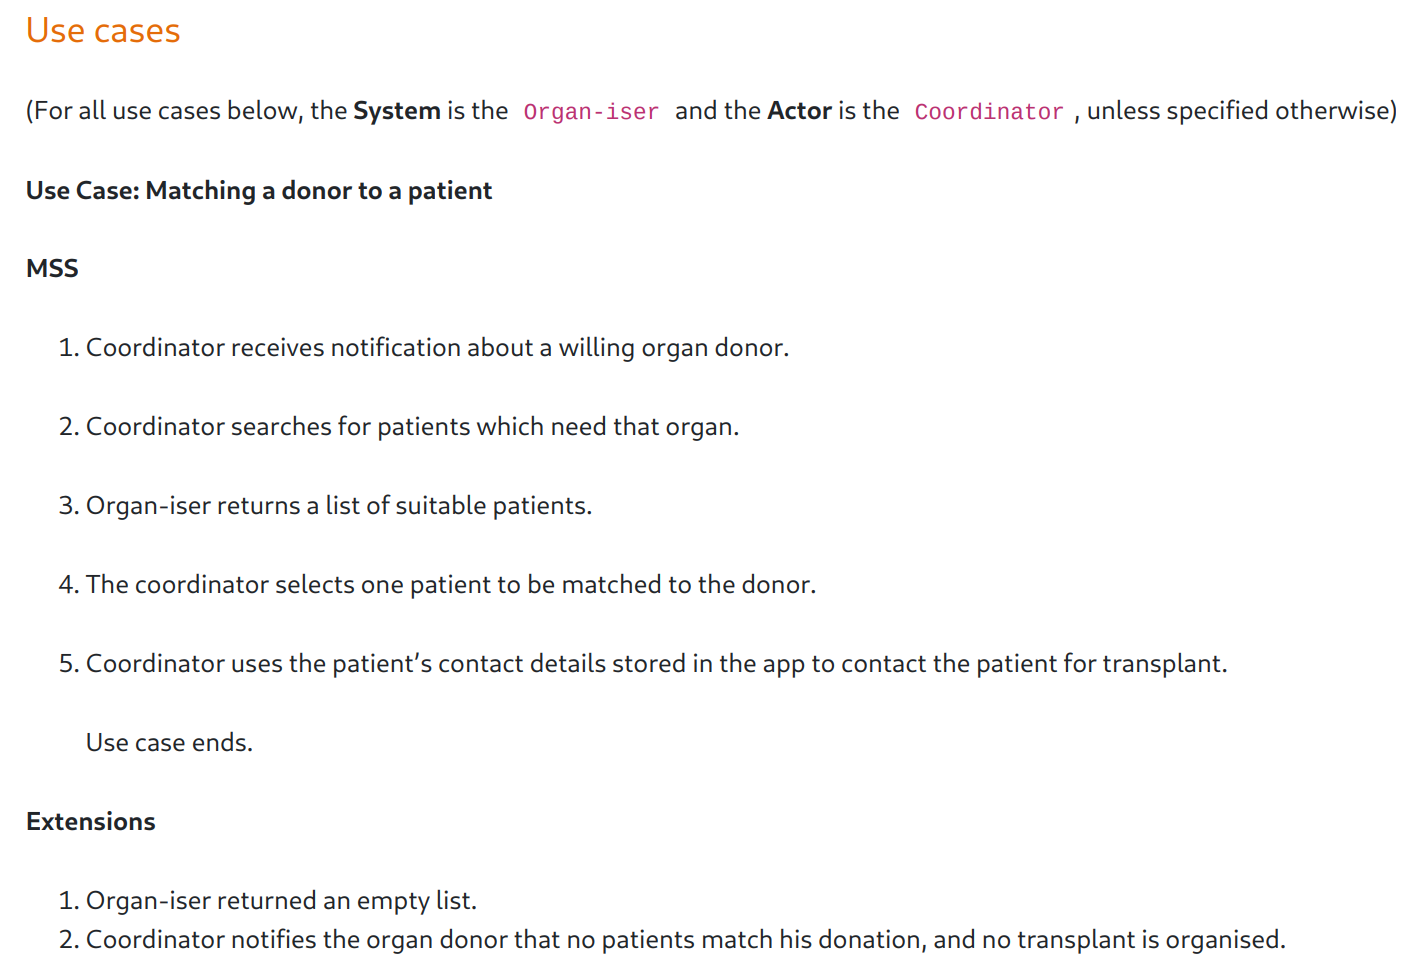 Use cases
(For all use cases below, the System is the Organ-iser and the Actor is the Coordinator , unless specified otherwise)
Use Case: Matching a donor to a patient
MSS
1. Coordinator receives notification about a willing organ donor.
2. Coordinator searches for patients which need that organ.
3. Organ-iser returns a list of suitable patients.
4. The coordinator selects one patient to be matched to the donor.
5. Coordinator uses the patient’s contact details stored in the app to contact the patient for transplant.
Use case ends.
Extensions
1. Organ-iser returned an empty list.
2. Coordinator notifies the organ donor that no patients match his donation, and no transplant is organised.